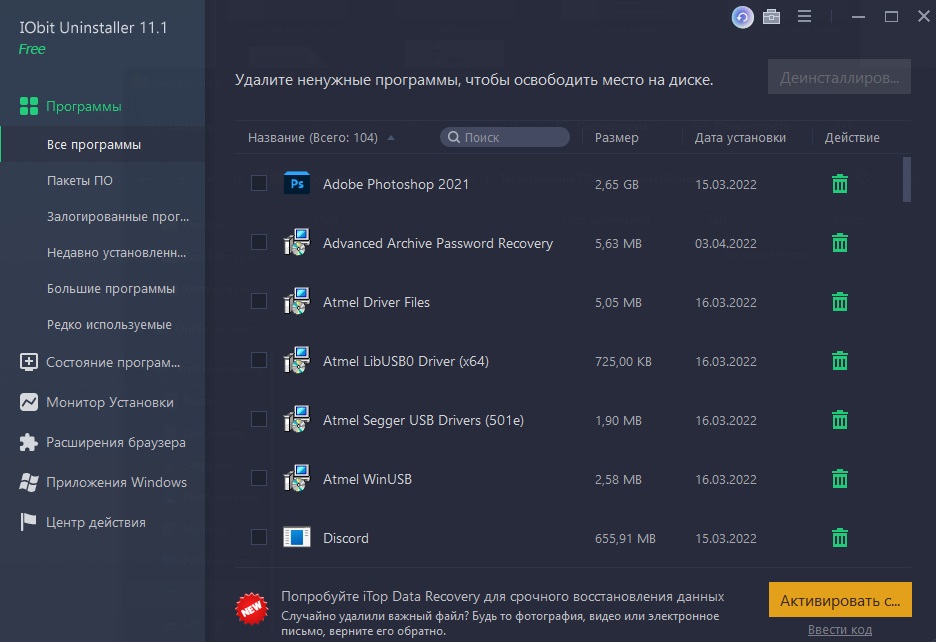 IObit Uninstaller 11.1
Free
Программы
Все программы
Пакеты ПО
Залогированные прог...
Недавно установленн...
Большие программы
Редко используемые
Состояние програм...
Монитор Установки
Расширения браузера
Приложения Windows
Центр действия
Удалите ненужные программы, чтобы освободить место на диске.
Деинсталлиров...
Название (Всего: 104) Поиск Размер Дата установки Действие
Ps Adobe Photoshop 2021 2,65 GB 15.03.2022
Advanced Archive Password Recovery 5,63 MB 03.04.2022
Atmel Driver Files 5,05 MB 16.03.2022
Atmel LibUSB0 Driver (x64) 725,00 KB 16.03.2022
Atmel Segger USB Drivers (501e) 1,90 MB 16.03.2022
Atmel WinUSB 2,58 MB 16.03.2022
Discord 655,91 MB 15.03.2022
NEW
Попробуйте iTop Data Recovery для срочного восстановления данных
Случайно удалили важный файл? Будь то фотография, видео или электронное
письмо, верните его обратно.
Активировать с...
Ввести код